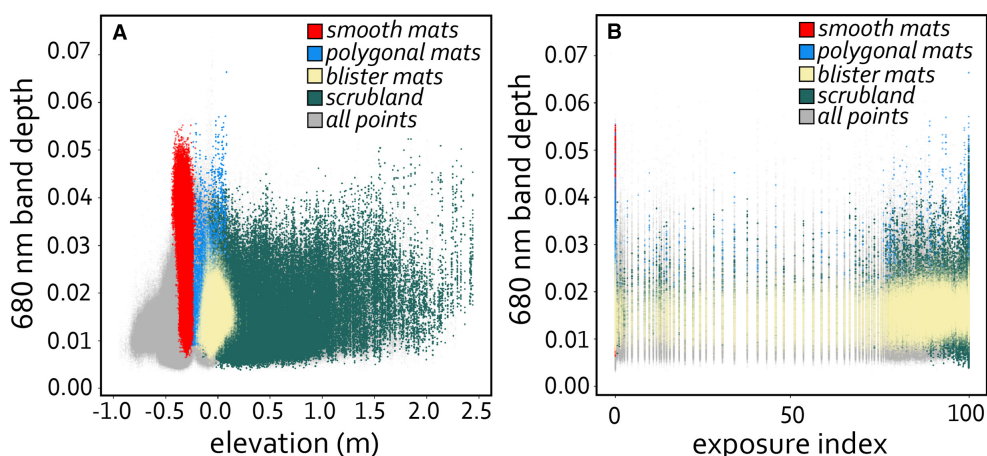 A
smooth mats
polygonal mats
blister mats
scrubland
all points
680 nm band depth
0.07
0.06
0.05
0.04
0.03
0.02
0.01
0.00
-1.0
-0.5
0.0
0.5
1.0
1.5
2.0
2.5
elevation (m)
B
smooth mats
polygonal mats
blister mats
scrubland
all points
680 nm band depth
0.07
0.06
0.05
0.04
0.03
0.02
0.01
0.00
0
50
100
exposure index